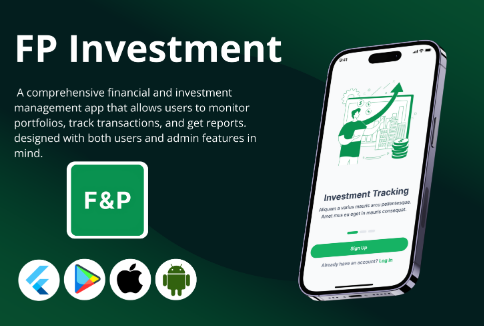 FP Investment
A comprehensive financial and investment
management app that allows users to monitor
portfolios, track transactions, and get reports.
designed with both users and admin features in
mind.
F&P
Investment Tracking
Sign up
Already have an account? Log in